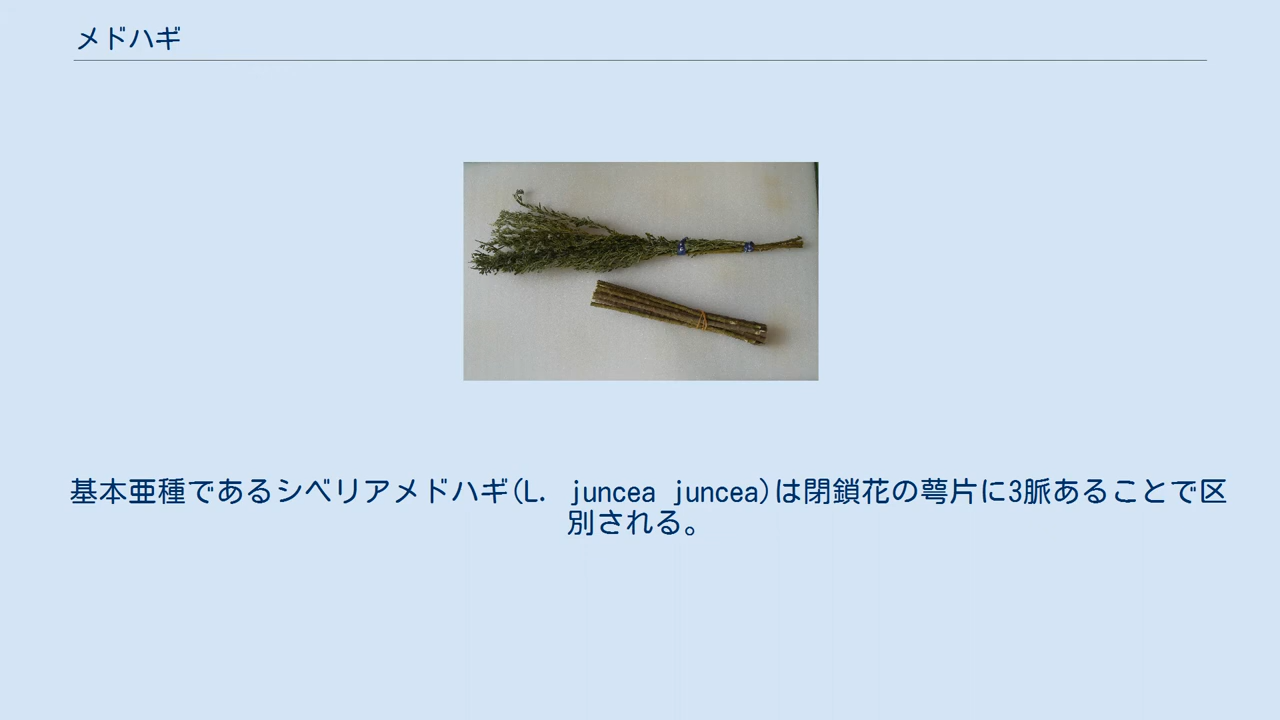 メドハギ
基本亜種であるシベリアメドハギ(L. juncea juncea)は閉鎖花の萼片に3脈あることで区
別される。